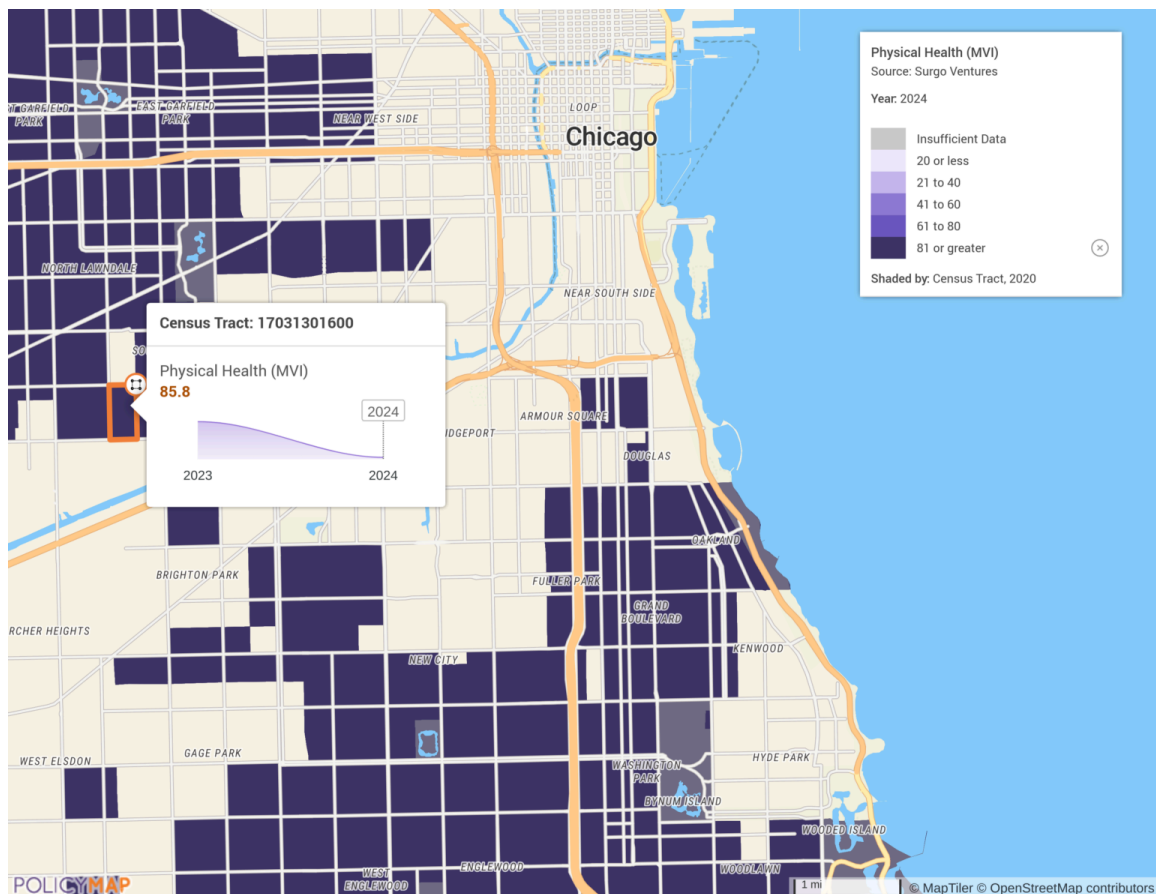 Physical Health (MVI)
Source: Surgo Ventures
Year: 2024
Insufficient Data
20 or less
21 to 40
41 to 60
61 to 80
81 or greater
Shaded by: Census Tract, 2020
GARFIELD
PARK
EAST GARFIELD
PARK
NEAR WEST SIDE
LOOP
Chicago
NORTH LAWNDALE
NEAR SOUTH SIDE
Census Tract: 17031301600
Physical Health (MVI)
85.8
2024
2023
2024
ARMOUR SQUARE
DOUGLAS
OAKLAND
BRIGHTON PARK
FULLER PARK
GRAND
BOULEVARD
RCHER HEIGHTS
KENWOOD
NEW CITY
GAGE PARK
WEST ELSDON
HYDE PARK
WASHINGTON
PARK
BYNUM ISLAND
WOODED ISLAND
ENGLEWOOD
WOODLAWN
WEST
ENGLEWOOD
POLICYMAP
1 mi
© MapTiler © OpenStreetMap contributors